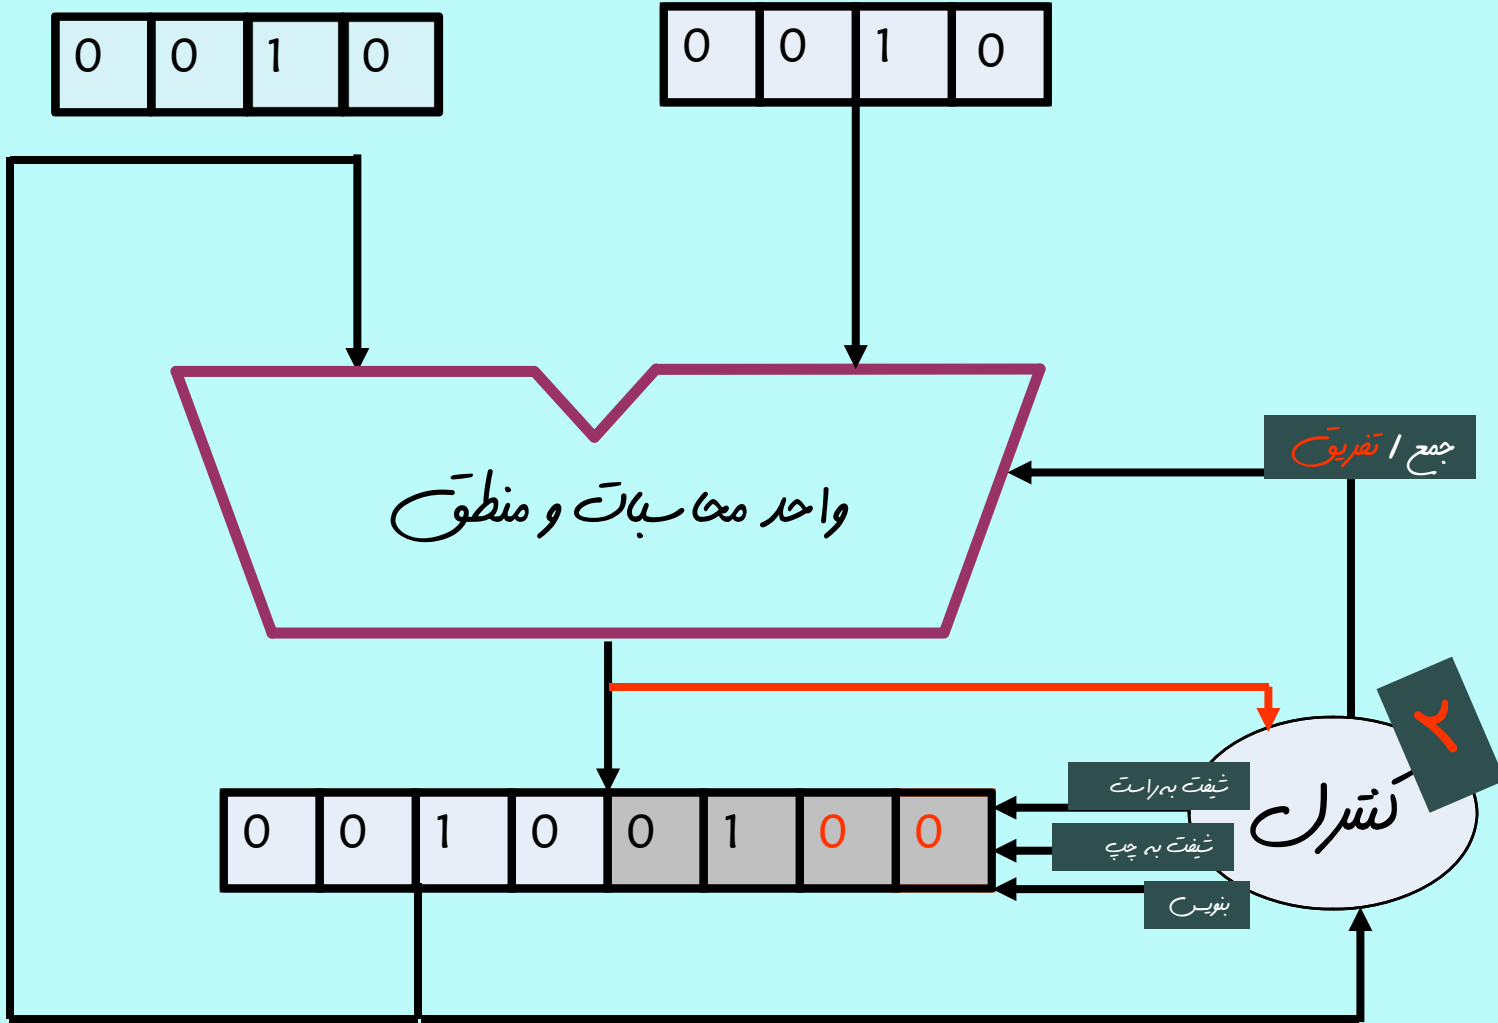 0 0 1 0
0 0 1 0
جمع / تفریق
واحد محاسبات و منطق
۲
کنترل
شیفت به راست
شیفت به چپ
بنویس
0 0 1 0 0 1 0 0